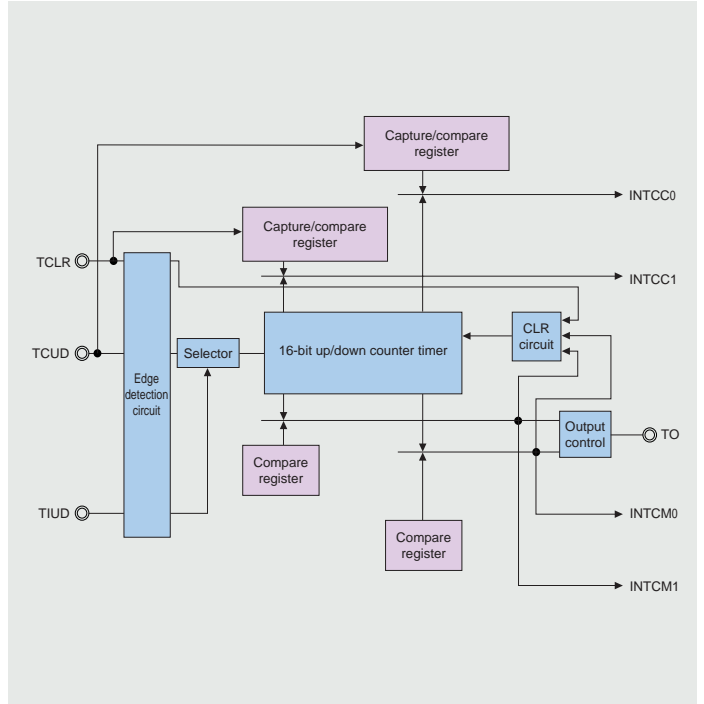 Capture/compare
register
INTCC0
Capture/compare
register
TCLR
INTCC1
CLR
circuit
TCUD
Selector
16-bit up/down counter timer
Edge
detection
circuit
Output
control
TO
Compare
register
TIUD
INTCM0
Compare
register
INTCM1